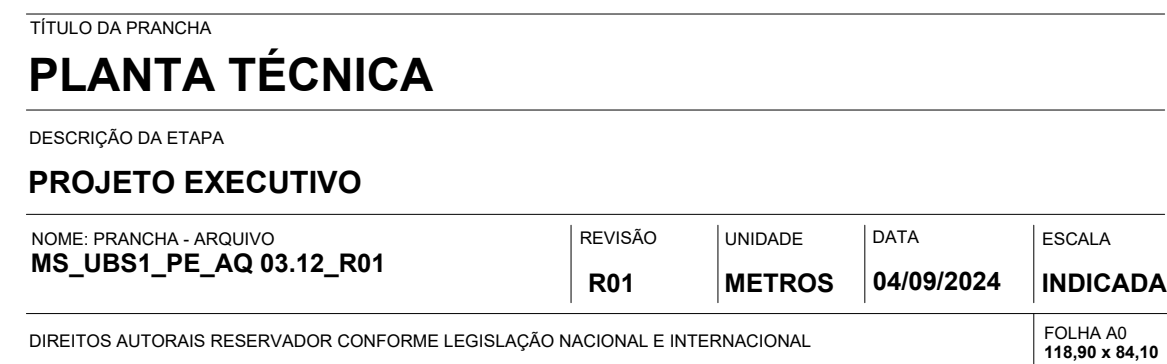 TÍTULO DA PRANCHA
PLANTA TÉCNICA
DESCRIÇÃO DA ETAPA
PROJETO EXECUTIVO
NOME: PRANCHA - ARQUIVO
MS_UBS1_PE_AQ 03.12_R01
REVISÃO
R01
UNIDADE
METROS
DATA
04/09/2024
ESCALA
INDICADA
DIREITOS AUTORAIS RESERVADOR CONFORME LEGISLAÇÃO NACIONAL E INTERNACIONAL
FOLHA A0
118,90 x 84,10